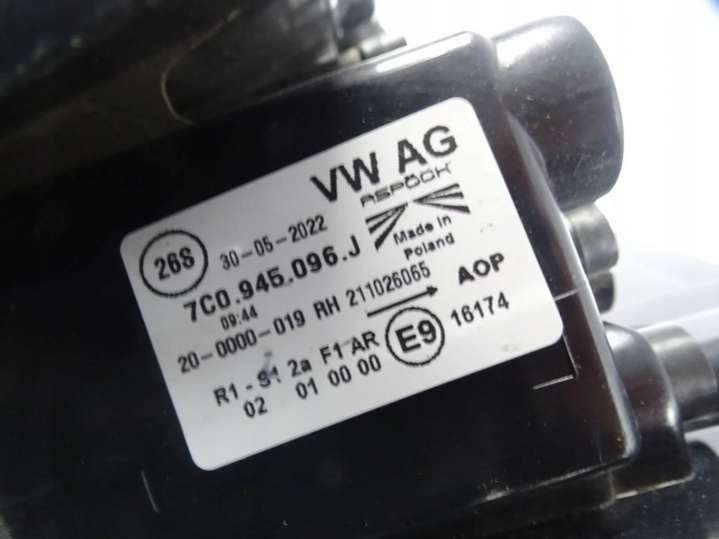 VW AG
ASPÖCK
26S 30-05-2022
Made in
Poland
7C0.945.096.J
09:44
20-0000-019 RH 211026065
AOP
R1 - S1 2a F1 AR E9 16174
02 01 00 00